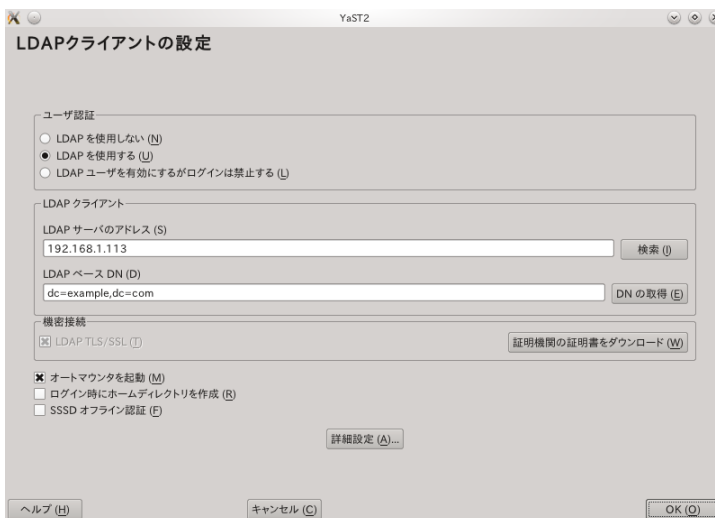 YaST2
LDAPクライアントの設定
ユーザ認証
LDAP を使用しない (N)
LDAP を使用する (U)
LDAP ユーザを有効にするがログインは禁止する (L)
LDAP クライアント
LDAP サーバのアドレス (S)
192.168.1.113
検索 (I)
LDAP ベース DN (D)
dc=example,dc=com
DN の取得 (E)
機密接続
LDAP TLS/SSL (T)
証明機関の証明書をダウンロード (W)
オートマウンタを起動 (M)
ログイン時にホームディレクトリを作成 (R)
SSSD オフライン認証 (F)
詳細設定 (A)...
ヘルプ (H)
キャンセル (C)
OK (O)